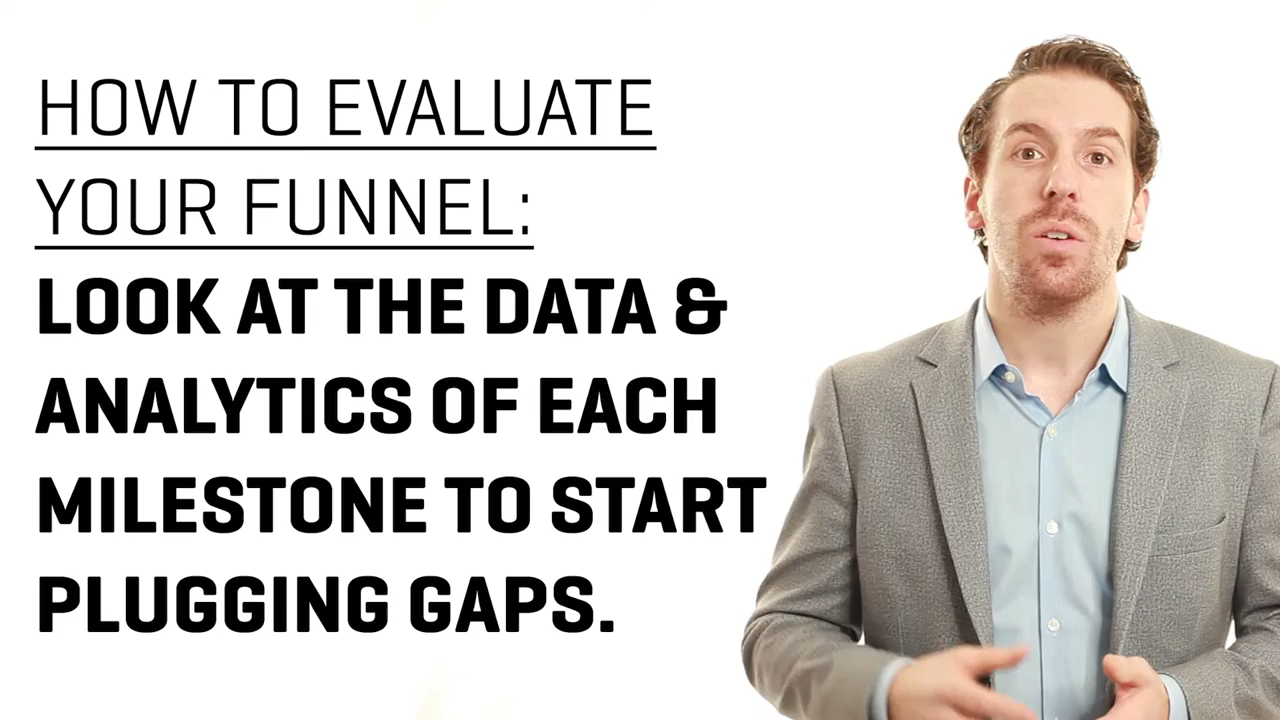 HOW TO EVALUATE
YOUR FUNNEL:
LOOK AT THE DATA &
ANALYTICS OF EACH
MILESTONE TO START
PLUGGING GAPS.